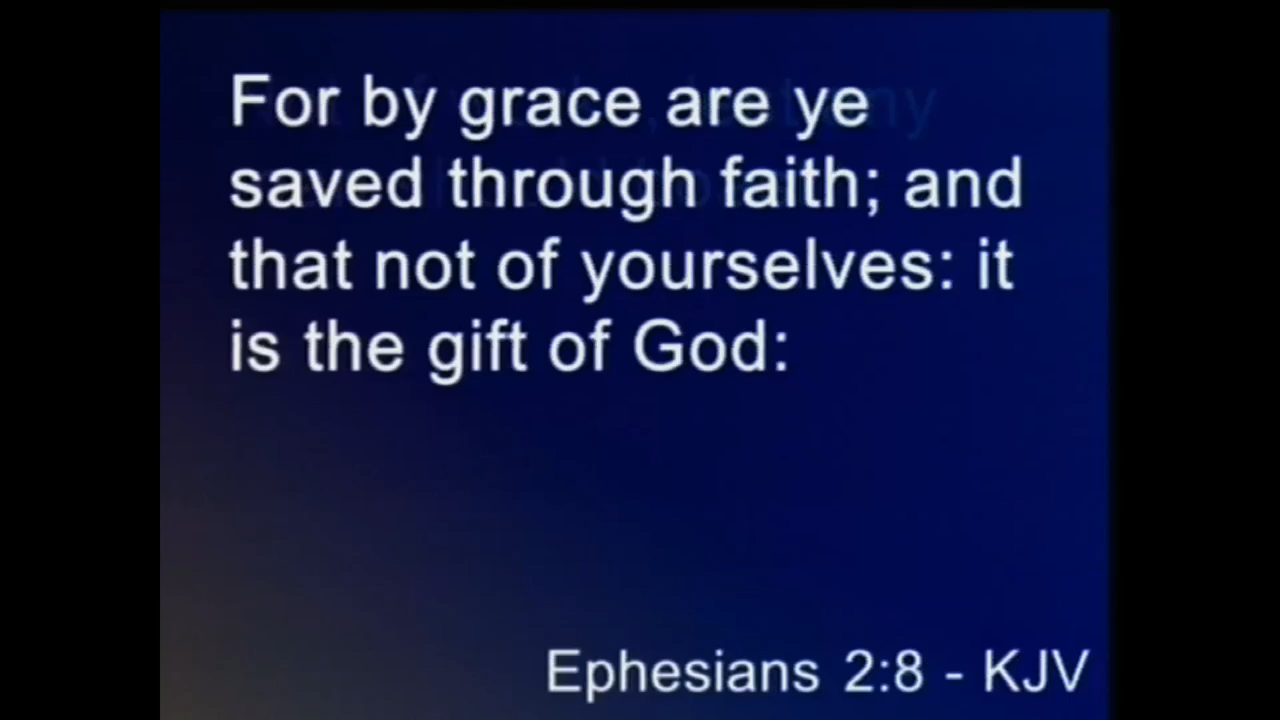 For by grace are ye
saved through faith; and
that not of yourselves: it
is the gift of God:
Ephesians 2:8 - KJV